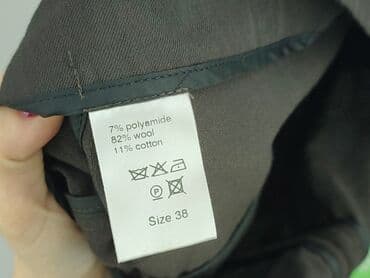 7% polyamide
82% wool
11% cotton
P
Size 38